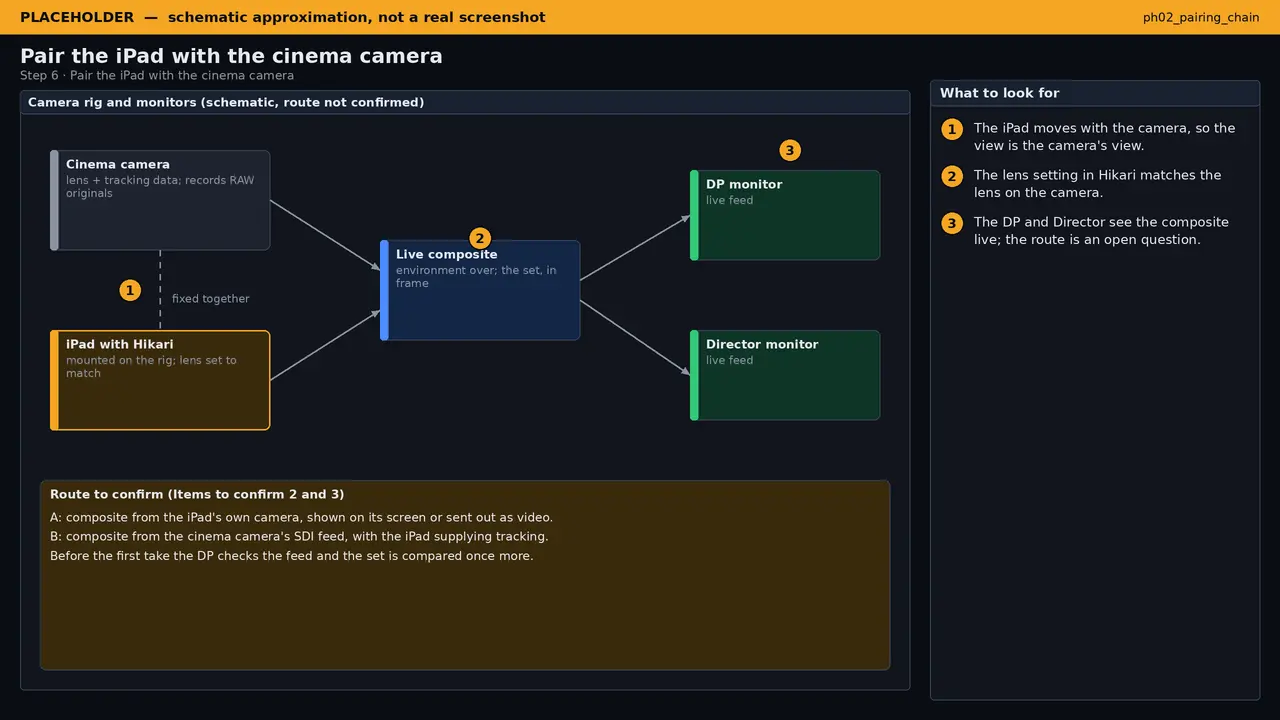 PLACEHOLDER — schematic approximation, not a real screenshot
ph02_pairing_chain
Pair the iPad with the cinema camera
Step 6 · Pair the iPad with the cinema camera
Camera rig and monitors (schematic, route not confirmed)
Cinema camera
lens + tracking data; records RAW
originals
1
fixed together
iPad with Hikari
mounted on the rig; lens set to
match
2
Live composite
environment over; the set, in
frame
3
DP monitor
live feed
Director monitor
live feed
Route to confirm (Items to confirm 2 and 3)
A: composite from the iPad's own camera, shown on its screen or sent out as video.
B: composite from the cinema camera's SDI feed, with the iPad supplying tracking.
Before the first take the DP checks the feed and the set is compared once more.
What to look for
1 The iPad moves with the camera, so the
view is the camera's view.
2 The lens setting in Hikari matches the
lens on the camera.
3 The DP and Director see the composite
live; the route is an open question.